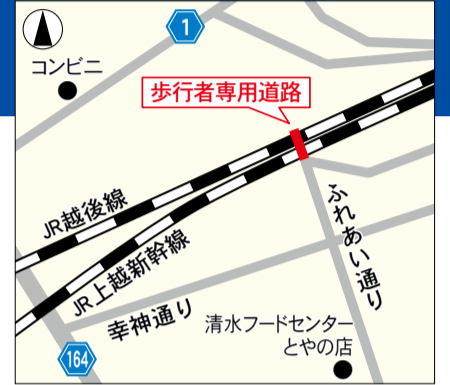 1
コンビニ
歩行者専用道路
JR越後線
JR上越新幹線
ふれあい通り
幸神通り
清水フードセンター
とやの店
164